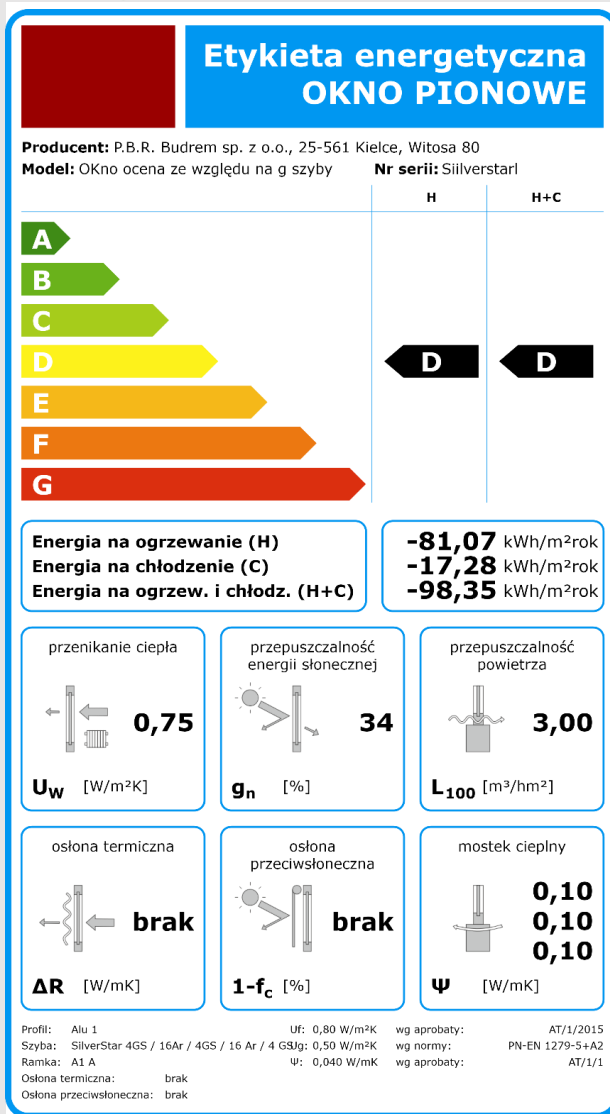 Etykieta energetyczna
OKNO PIONOWE
Producent: P.B.R. Budrem sp. z o.o., 25-561 Kielce, Witosa 80
Model: OKno ocena ze względu na g szyby Nr serii: Siilverstarl
H H+C
A
B
C
D D D
E
F
G
Energia na ogrzewanie (H) -81,07 kWh/m²rok
Energia na chłodzenie (C) -17,28 kWh/m²rok
Energia na ogrzew. i chłodz. (H+C) -98,35 kWh/m²rok
przenikanie ciepła
0,75
Uw [W/m²K]
przepuszczalność
energii słonecznej
34
gn [%]
przepuszczalność
powietrza
3,00
L100 [m³/hm²]
osłona termiczna
brak
ΔR [W/mK]
osłona
przeciwsłoneczna
brak
1-fc [%]
mostek cieplny
0,10
0,10
0,10
Ψ [W/mK]
Profil: Alu 1 Uf: 0,80 W/m²K wg aprobaty: AT/1/2015
Szyba: SilverStar 4GS / 16Ar / 4GS / 16 Ar / 4 GS Ug: 0,50 W/m²K wg normy: PN-EN 1279-5+A2
Ramka: A1 A Ψ: 0,040 W/mK wg aprobaty: AT/1/1
Osłona termiczna: brak
Osłona przeciwsłoneczna: brak